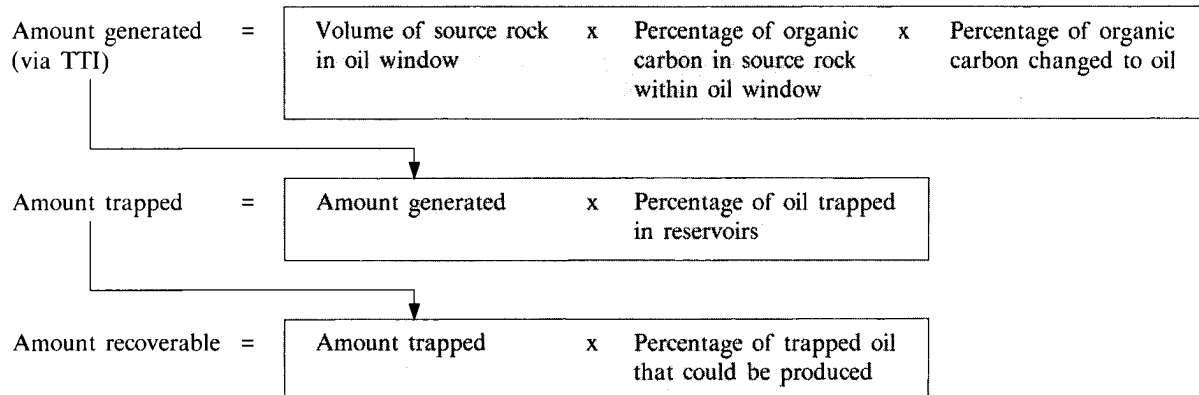 Amount generated = Volume of source rock x Percentage of organic x Percentage of organic
(via TTI) in oil window carbon in source rock carbon changed to oil
within oil window
Amount trapped = Amount generated x Percentage of oil trapped
in reservoirs
Amount recoverable = Amount trapped x Percentage of trapped oil
that could be produced